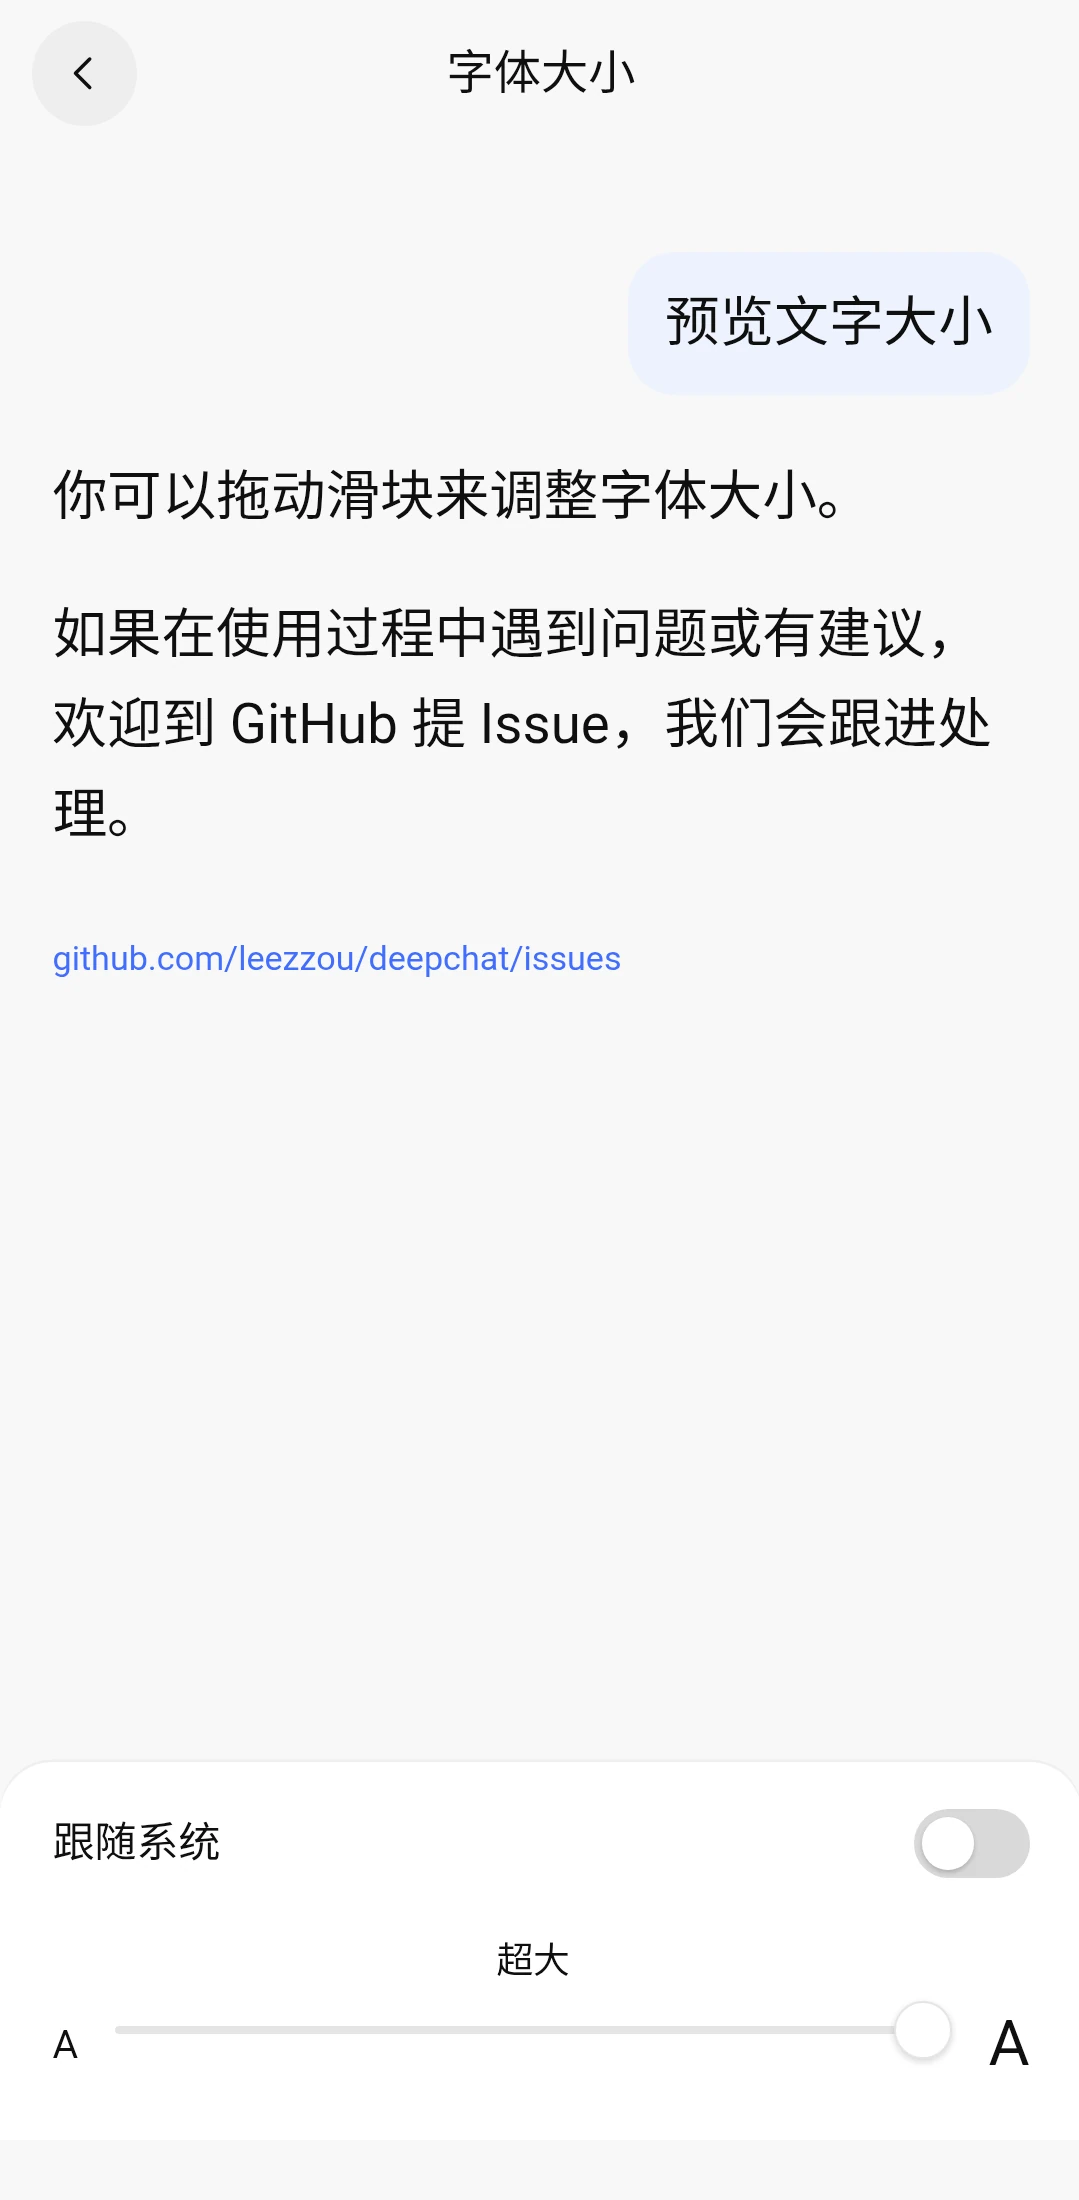 字体大小
预览文字大小
你可以拖动滑块来调整字体大小。
如果在使用过程中遇到问题或有建议，
欢迎到 GitHub 提 Issue，我们会跟进处
理。
github.com/leezzou/deepchat/issues
跟随系统
超大
A
A